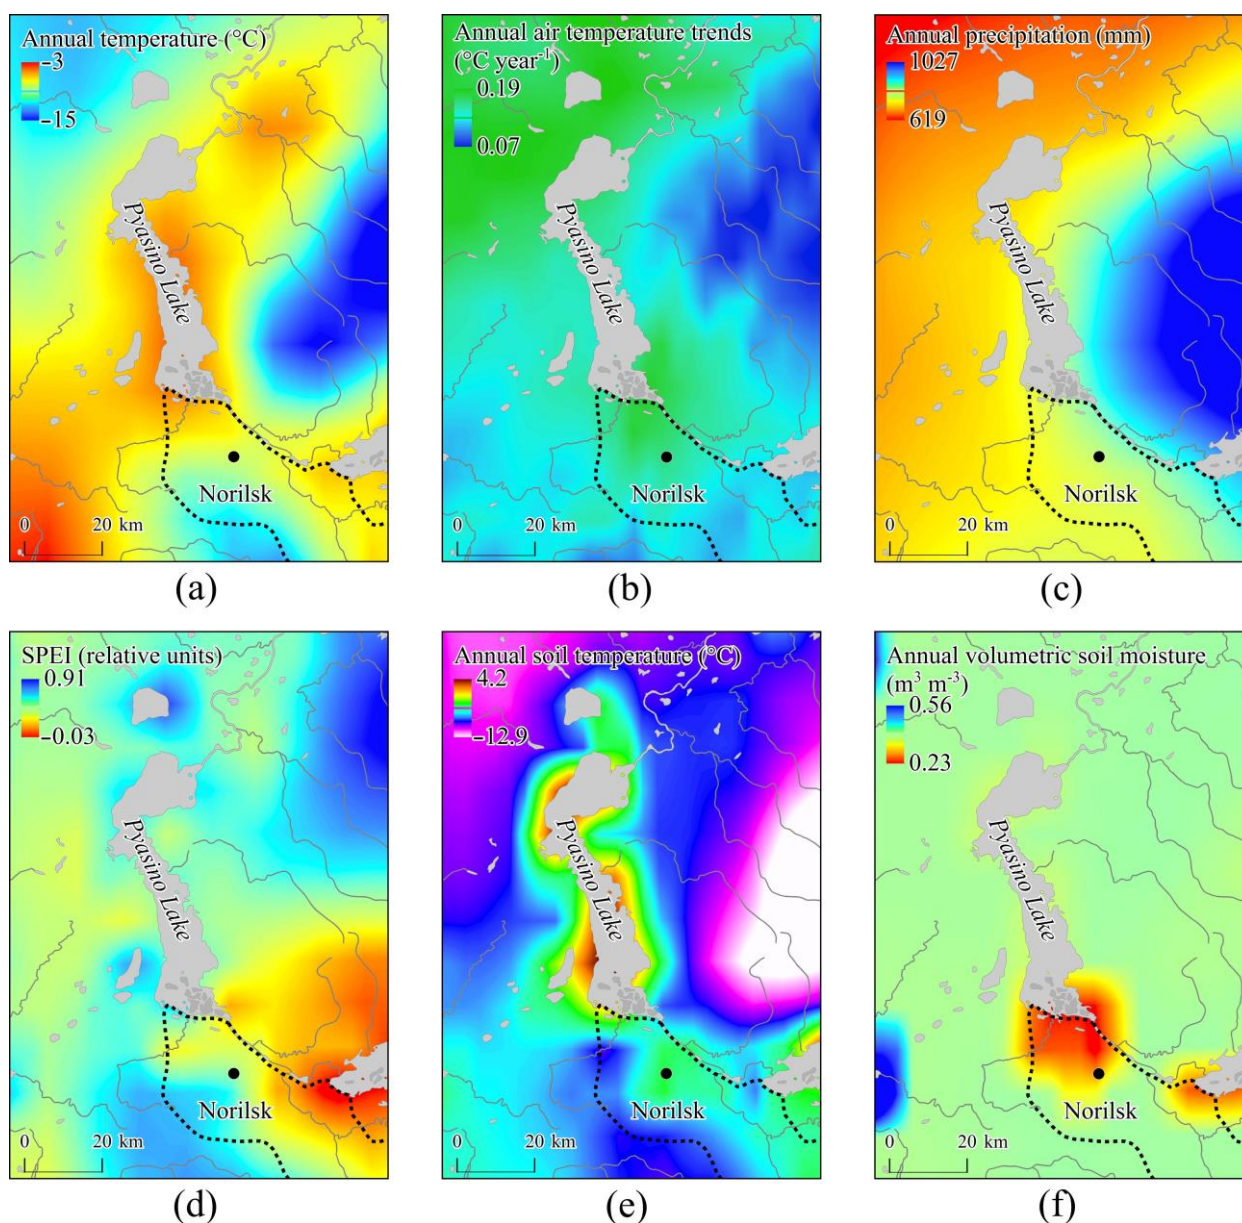 Annual temperature (°C)
−3
−15
Pyasino Lake
Norilsk
0 20 km
(a)
Annual air temperature trends
(°C year⁻¹)
0.19
0.07
Pyasino Lake
Norilsk
0 20 km
(b)
Annual precipitation (mm)
1027
619
Pyasino Lake
Norilsk
0 20 km
(c)
SPEI (relative units)
0.91
−0.03
Pyasino Lake
Norilsk
0 20 km
(d)
Annual soil temperature (°C)
4.2
−12.9
Pyasino Lake
Norilsk
0 20 km
(e)
Annual volumetric soil moisture
(m³ m⁻³)
0.56
0.23
Pyasino Lake
Norilsk
0 20 km
(f)